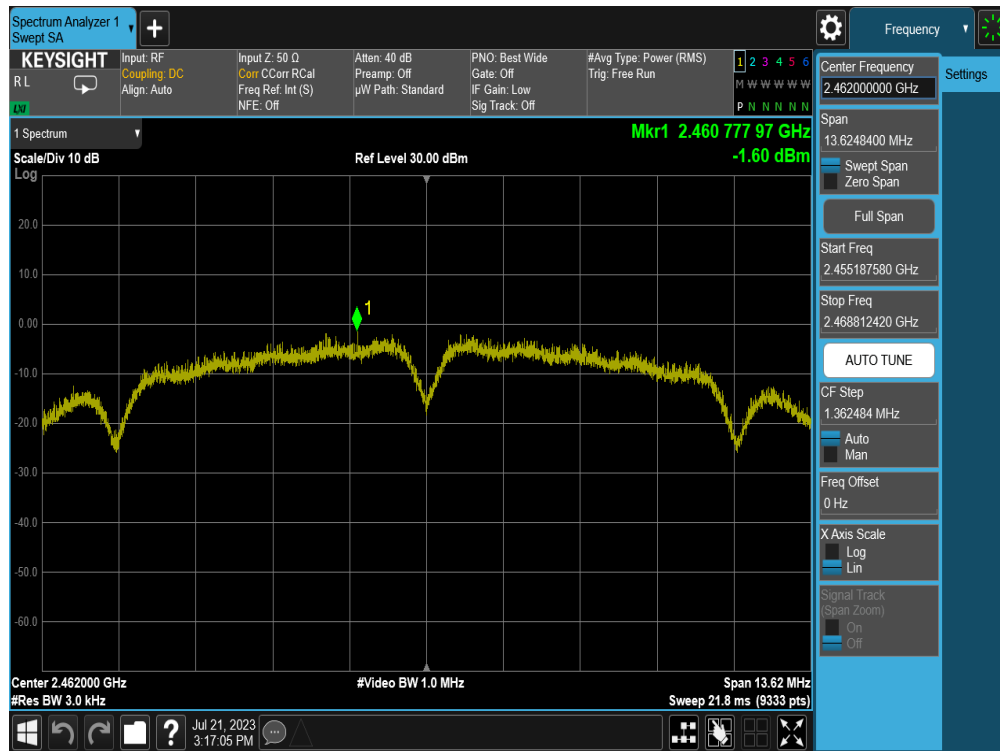 Spectrum Analyzer 1
Swept SA
+
Frequency
KEYSIGHT
R L
LXI
Input: RF
Coupling: DC
Align: Auto
Input Z: 50 Ω
Corr CCorr RCal
Freq Ref: Int (S)
NFE: Off
Atten: 40 dB
Preamp: Off
µW Path: Standard
PNO: Best Wide
Gate: Off
IF Gain: Low
Sig Track: Off
#Avg Type: Power (RMS)
Trig: Free Run
1 2 3 4 5 6
M W W W W W
P N N N N N
1 Spectrum
Scale/Div 10 dB
Log
Ref Level 30.00 dBm
Mkr1 2.460 777 97 GHz
-1.60 dBm
1
20.0
10.0
0.00
-10.0
-20.0
-30.0
-40.0
-50.0
-60.0
Center 2.462000 GHz
#Res BW 3.0 kHz
#Video BW 1.0 MHz
Span 13.62 MHz
Sweep 21.8 ms (9333 pts)
Center Frequency
2.462000000 GHz
Settings
Span
13.6248400 MHz
Swept Span
Zero Span
Full Span
Start Freq
2.455187580 GHz
Stop Freq
2.468812420 GHz
AUTO TUNE
CF Step
1.362484 MHz
Auto
Man
Freq Offset
0 Hz
X Axis Scale
Log
Lin
Signal Track
(Span Zoom)
On
Off
?
Jul 21, 2023
3:17:05 PM